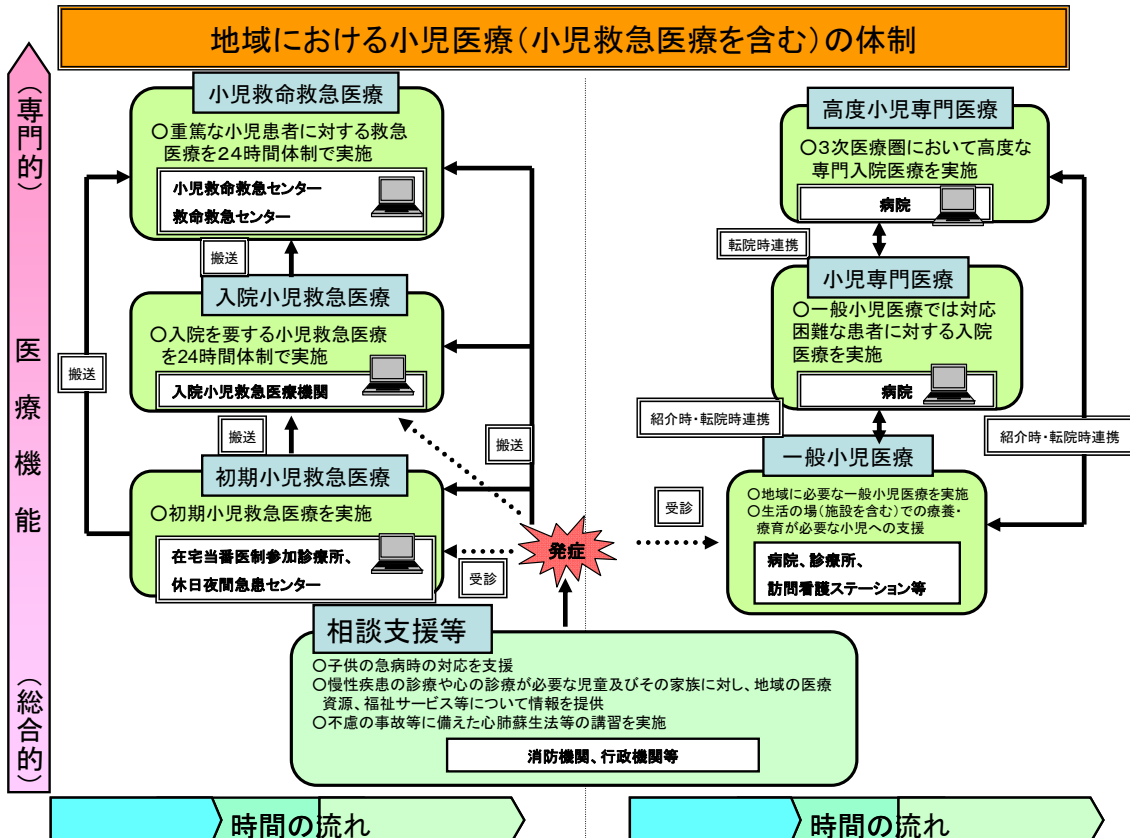 地域における小児医療(小児救急医療を含む)の体制
(専門的)
医療機能
(総合的)
小児救命救急医療
○重篤な小児患者に対する救急
医療を24時間体制で実施
小児救命救急センター
救命救急センター
搬送
入院小児救急医療
○入院を要する小児救急医療
を24時間体制で実施
入院小児救急医療機関
搬送
搬送
搬送
初期小児救急医療
○初期小児救急医療を実施
在宅当番医制参加診療所、
休日夜間急患センター
受診
発症
受診
高度小児専門医療
○3次医療圏において高度な
専門入院医療を実施
病院
転院時連携
小児専門医療
○一般小児医療では対応
困難な患者に対する入院
医療を実施
病院
紹介時・転院時連携
紹介時・転院時連携
一般小児医療
○地域に必要な一般小児医療を実施
○生活の場(施設を含む)での療養・
療育が必要な小児への支援
病院、診療所、
訪問看護ステーション等
相談支援等
○子供の急病時の対応を支援
○慢性疾患の診療や心の診療が必要な児童及びその家族に対し、地域の医療
資源、福祉サービス等について情報を提供
○不慮の事故等に備えた心肺蘇生法等の講習を実施
消防機関、行政機関等
時間の流れ
時間の流れ